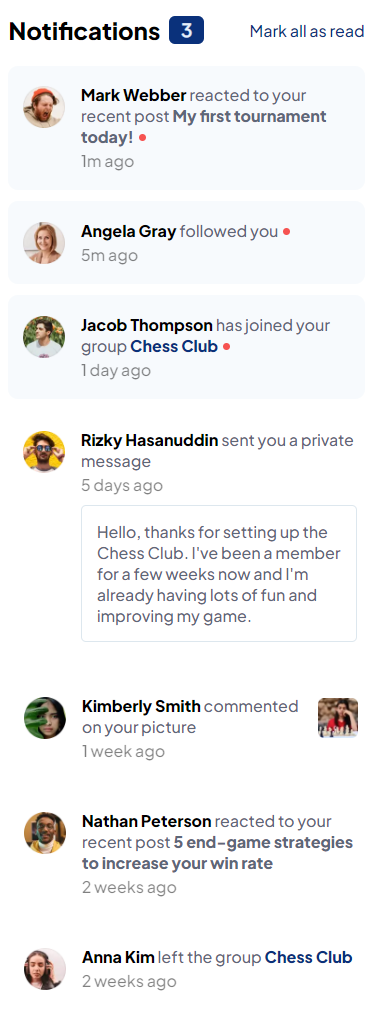 Notifications 3 Mark all as read
Mark Webber reacted to your
recent post My first tournament
today!
1m ago
Angela Gray followed you
5m ago
Jacob Thompson has joined your
group Chess Club
1 day ago
Rizky Hasanuddin sent you a private
message
5 days ago
Hello, thanks for setting up the
Chess Club. I've been a member
for a few weeks now and I'm
already having lots of fun and
improving my game.
Kimberly Smith commented
on your picture
1 week ago
Nathan Peterson reacted to your
recent post 5 end-game strategies
to increase your win rate
2 weeks ago
Anna Kim left the group Chess Club
2 weeks ago